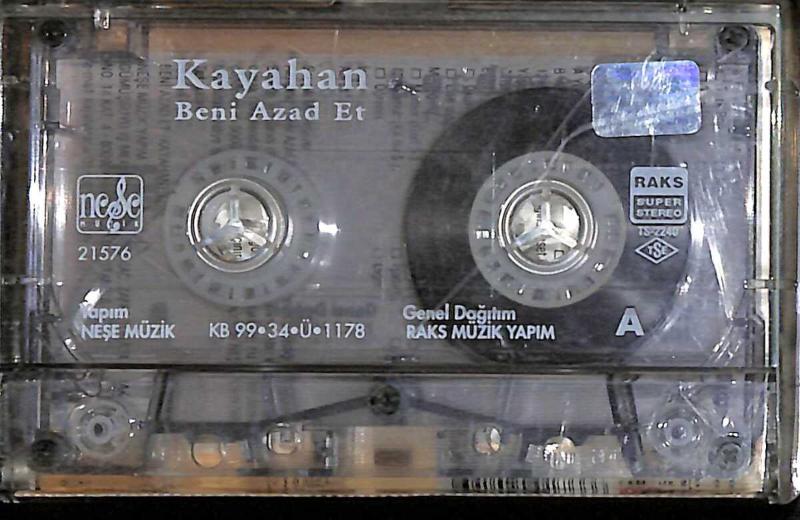 Kayahan
Beni Azad Et
neşe
MÜZİK
21576
RAKS
SUPER
STEREO
TS-2240
TSE
Yapım
NEŞE MÜZİK
KB 99•34•Ü•1178
Genel Dağıtım
RAKS MÜZİK YAPIM
A